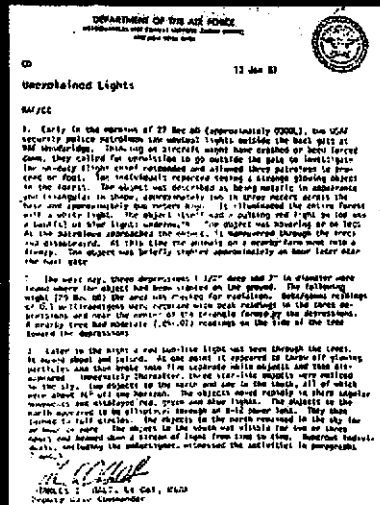 DEPARTMENT OF THE AIR FORCE
CD
13 Jan 81
Unexplained Lights
RAF/CC
1. Early in the morning of 27 Dec 80 (approximately 0300L), two USAF
security police patrolmen saw unusual lights outside the back gate at
RAF Woodbridge. Thinking an aircraft might have crashed or been forced
down, they called for permission to go outside the gate to investigate.
The on-duty flight chief responded and allowed three patrolmen to pro-
ceed on foot. The individuals reported seeing a strange glowing object
in the forest. The object was described as being metallic in appearance
and triangular in shape, approximately two to three meters across the
base and approximately two meters high. It illuminated the entire forest
with a white light. The object itself had a pulsing red light on top and
a bank(s) of blue lights underneath. The object was hovering or on legs.
As the patrolmen approached the object, it maneuvered through the trees
and disappeared. At this time the animals on a nearby farm went into a
frenzy. The object was briefly sighted approximately an hour later near
the back gate.
2. The next day, three depressions 1 1/2" deep and 7" in diameter were
found where the object had been sighted on the ground. The following
night (29 Dec 80) the area was checked for radiation. Beta/gamma readings
of 0.1 milliroentgens were recorded with peak readings in the three de-
pressions and near the center of the triangle formed by the depressions.
A nearby tree had moderate (.05-.07) readings on the side of the tree
toward the depressions.
3. Later in the night a red sun-like light was seen through the trees.
It moved about and pulsed. At one point it appeared to throw off glowing
particles and then broke into five separate white objects and then dis-
appeared. Immediately thereafter, three star-like objects were noticed
in the sky, two objects to the north and one to the south, all of which
were about 10° off the horizon. The objects moved rapidly in sharp angular
movements and displayed red, green and blue lights. The objects to the
north appeared to be elliptical through an 8-12 power lens. They then
turned to full circles. The objects to the north remained in the sky for
an hour or more. The object to the south was visible for two or three
hours and beamed down a stream of light from time to time. Numerous indivi-
duals, including the undersigned, witnessed the activities in paragraphs
2 and 3.
CHARLES I. HALT, Lt Col, USAF
Deputy Base Commander